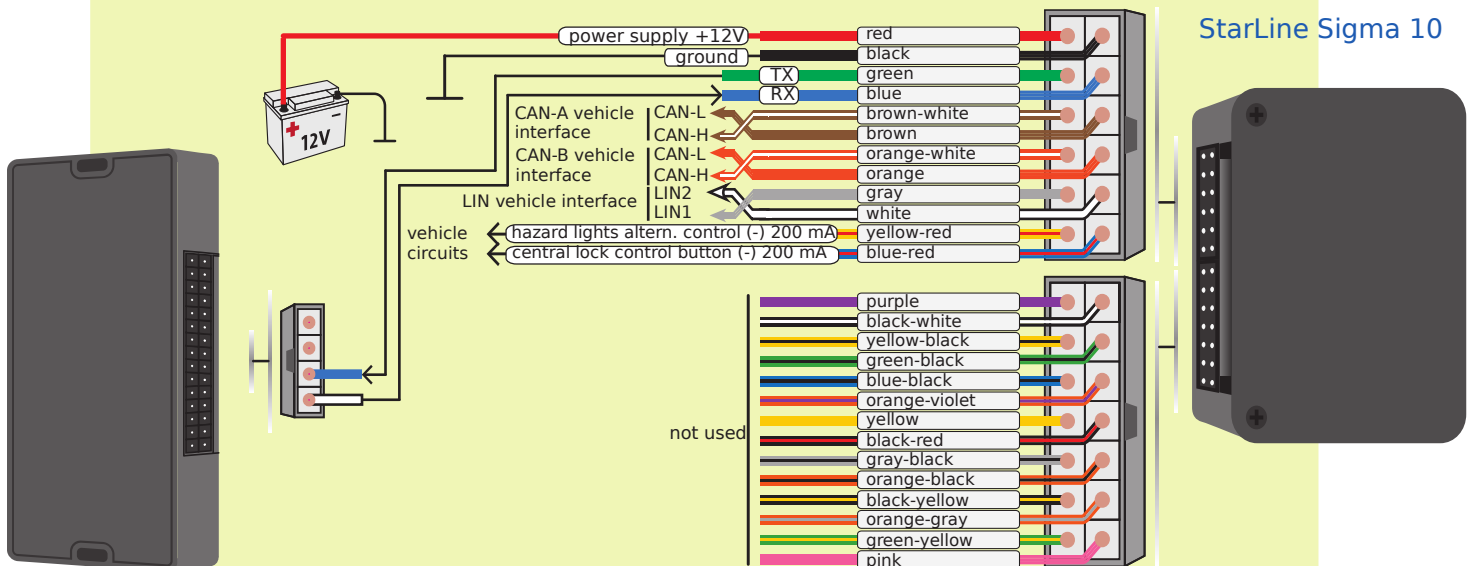 StarLine Sigma 10
power supply +12V
red
ground
black
TX
green
RX
blue
CAN-A vehicle
interface
CAN-L
brown-white
CAN-H
brown
CAN-B vehicle
interface
CAN-L
orange-white
CAN-H
orange
LIN vehicle interface
LIN2
gray
LIN1
white
vehicle
circuits
hazard lights altern. control (-) 200 mA
yellow-red
central lock control button (-) 200 mA
blue-red
+
12V
not used
purple
black-white
yellow-black
green-black
blue-black
orange-violet
yellow
black-red
gray-black
orange-black
black-yellow
orange-gray
green-yellow
pink